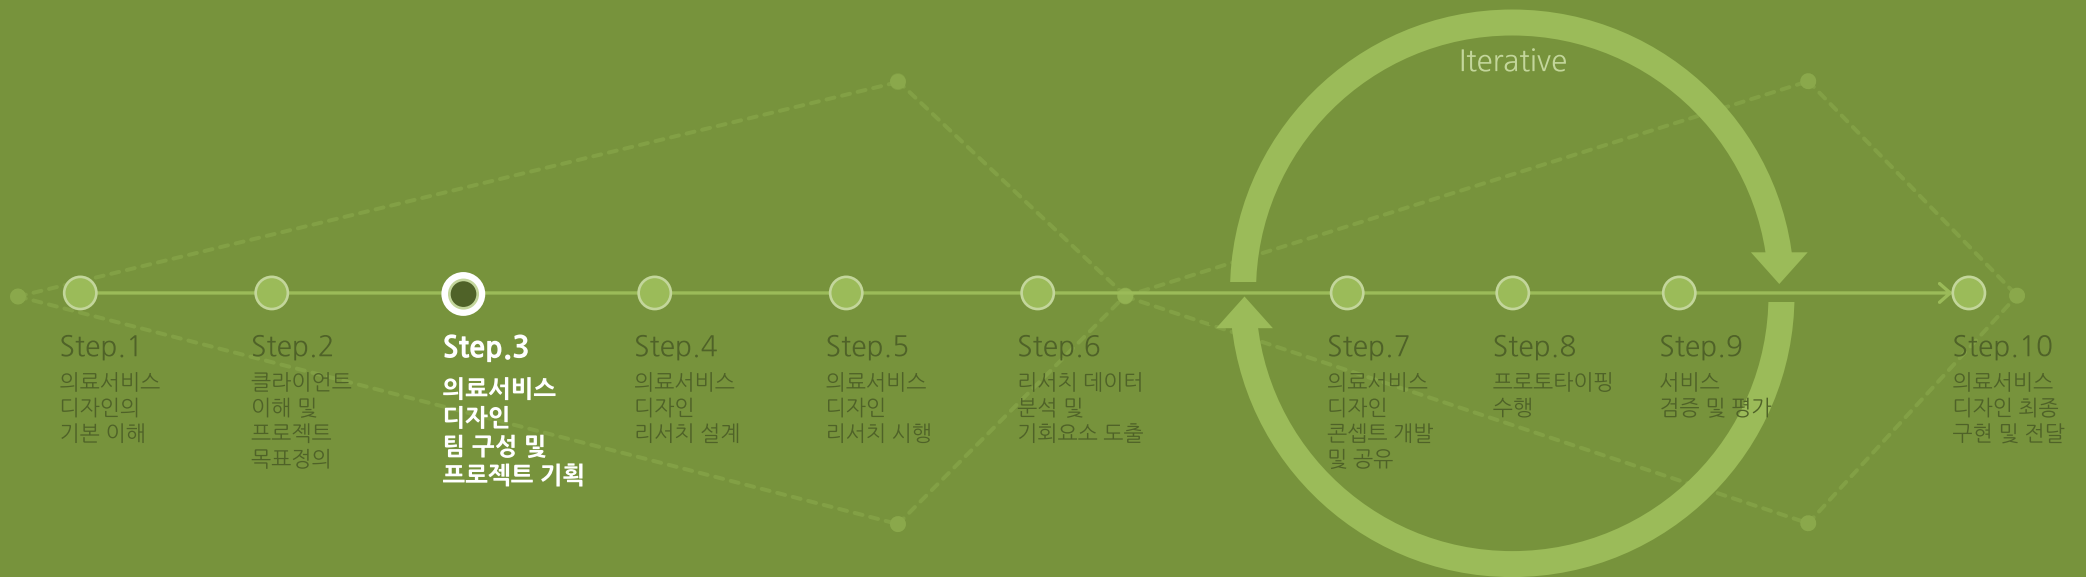 Iterative
Step.1
의료서비스
디자인의
기본 이해
Step.2
클라이언트
이해 및
프로젝트
목표정의
Step.3
의료서비스
디자인
팀 구성 및
프로젝트 기획
Step.4
의료서비스
디자인
리서치 설계
Step.5
의료서비스
디자인
리서치 시행
Step.6
리서치 데이터
분석 및
기회요소 도출
Step.7
의료서비스
디자인
콘셉트 개발
및 공유
Step.8
프로토타이핑
수행
Step.9
서비스
검증 및 평가
Step.10
의료서비스
디자인 최종
구현 및 전달